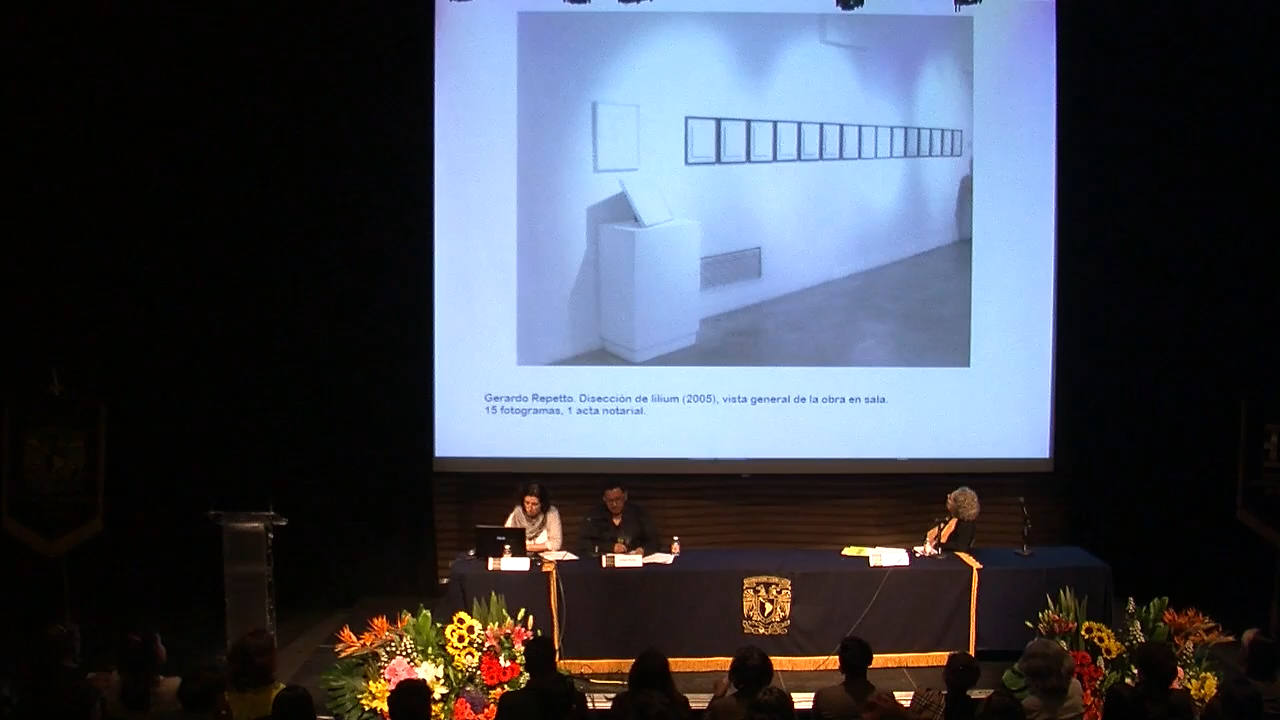 Gerardo Repetto. Disección de lilium (2005), vista general de la obra en sala.
15 fotogramas, 1 acta notarial.